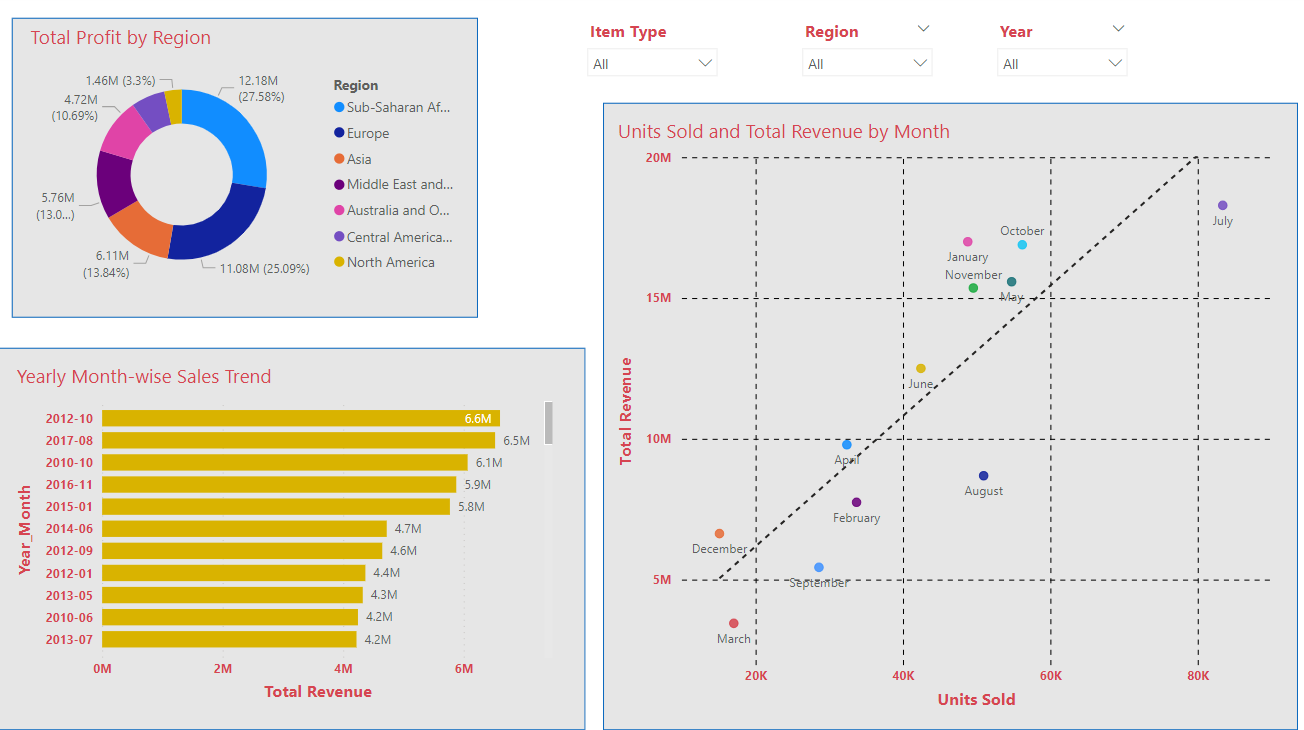 Total Profit by Region
1.46M (3.3%)
12.18M
(27.58%)
4.72M
(10.69%)
5.76M
(13.0...)
6.11M
(13.84%)
11.08M (25.09%)
Region
Sub-Saharan Af...
Europe
Asia
Middle East and...
Australia and O...
Central America...
North America
Item Type
All
Region
All
Year
All
Yearly Month-wise Sales Trend
Year_Month
2012-10 6.6M
2017-08 6.5M
2010-10 6.1M
2016-11 5.9M
2015-01 5.8M
2014-06 4.7M
2012-09 4.6M
2012-01 4.4M
2013-05 4.3M
2010-06 4.2M
2013-07 4.2M
0M 2M 4M 6M
Total Revenue
Units Sold and Total Revenue by Month
Total Revenue
20M
15M
10M
5M
July
October
January
November
May
June
April
August
February
December
September
March
20K 40K 60K 80K
Units Sold